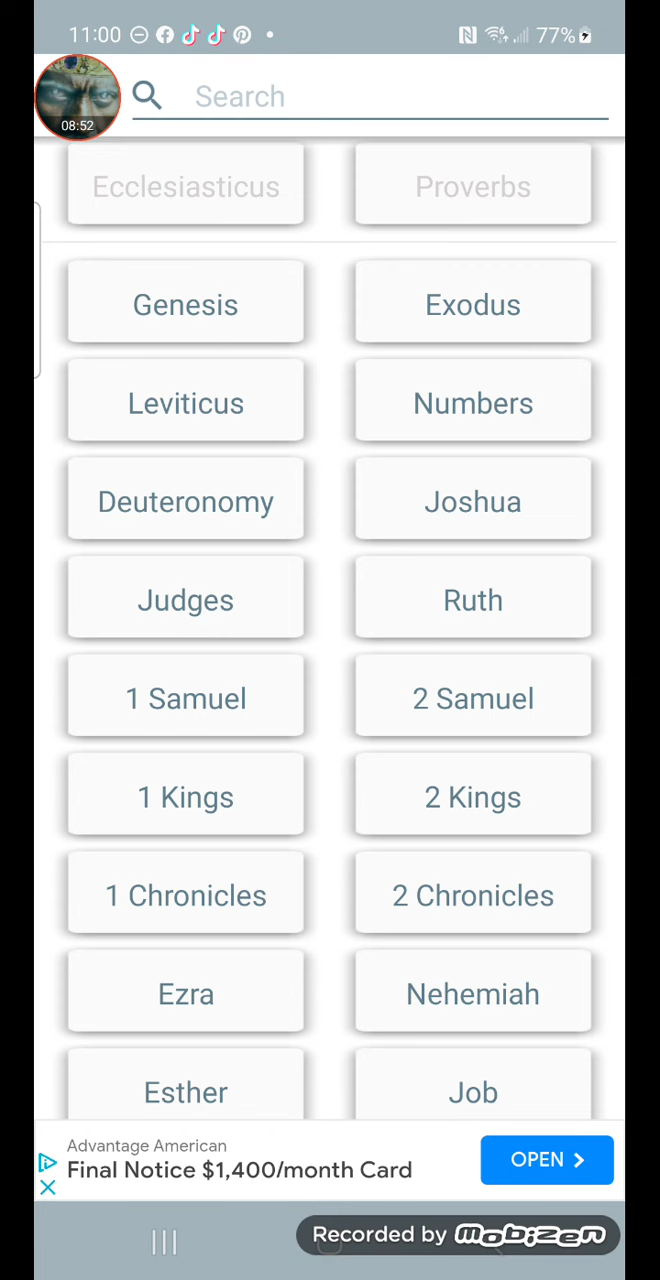 11:00 77%
08:52
Search
Ecclesiasticus Proverbs
Genesis Exodus
Leviticus Numbers
Deuteronomy Joshua
Judges Ruth
1 Samuel 2 Samuel
1 Kings 2 Kings
1 Chronicles 2 Chronicles
Ezra Nehemiah
Esther Job
Advantage American
Final Notice $1,400/month Card
OPEN
Recorded by mobizen